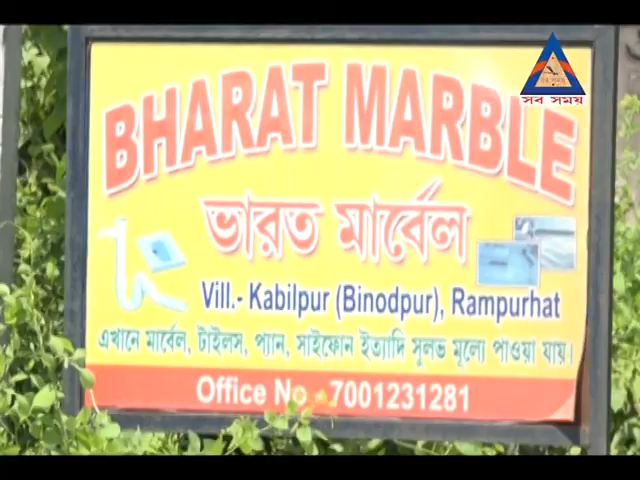 সব সময়
BHARAT MARBLE
ভারত মার্বেল
Vill.- Kabilpur (Binodpur), Rampurhat
এখানে মার্বেল, টাইলস, প্যান, সাইফোন ইত্যাদি সুলভ মূল্যে পাওয়া যায়।
Office No. 7001231281